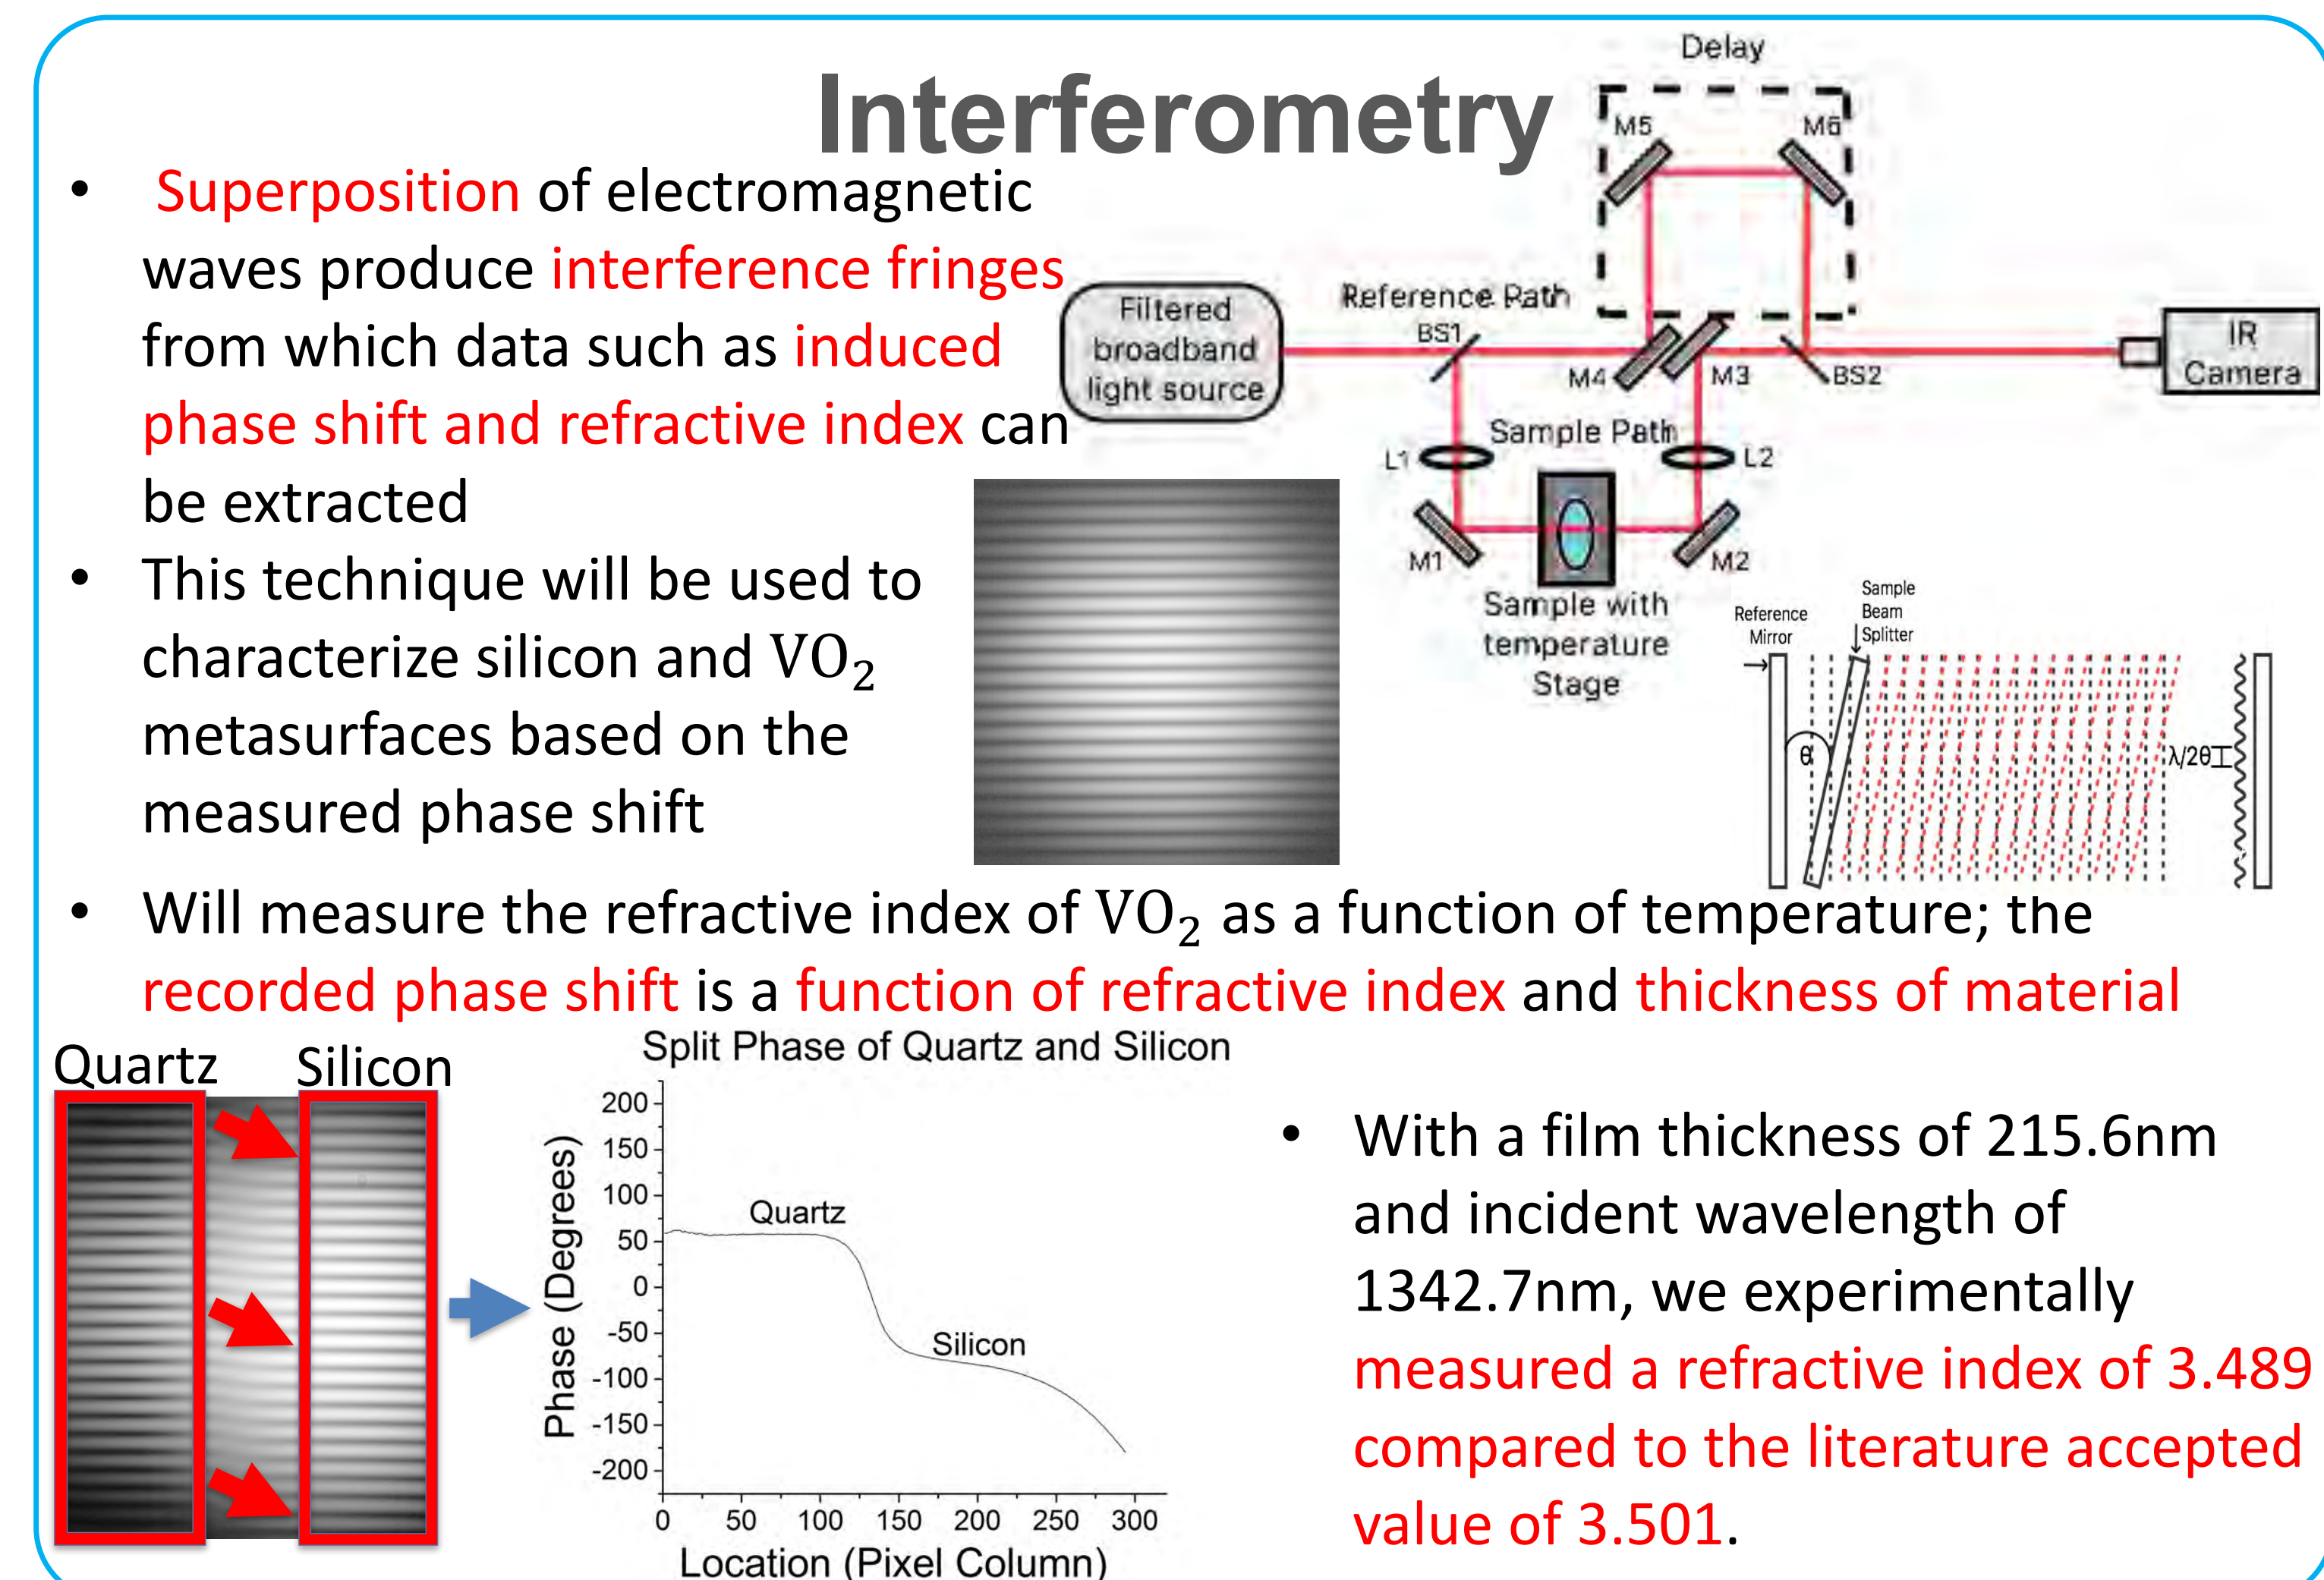 Interferometry
• Superposition of electromagnetic
waves produce interference fringes
from which data such as induced
phase shift and refractive index can
be extracted
• This technique will be used to
characterize silicon and VO₂
metasurfaces based on the
measured phase shift
Delay
M5
M6
Filtered
broadband
light source
Reference Path
BS1
M4
M3
BS2
IR
Camera
Sample Path
L1
L2
M1
M2
Sample with
temperature
Stage
Reference
Mirror
Sample
Beam
Splitter
θ
λ/2θ
• Will measure the refractive index of VO₂ as a function of temperature; the
recorded phase shift is a function of refractive index and thickness of material
Quartz
Silicon
Split Phase of Quartz and Silicon
Phase (Degrees)
200
150
100
50
0
-50
-100
-150
-200
Quartz
Silicon
0 50 100 150 200 250 300
Location (Pixel Column)
• With a film thickness of 215.6nm
and incident wavelength of
1342.7nm, we experimentally
measured a refractive index of 3.489
compared to the literature accepted
value of 3.501.